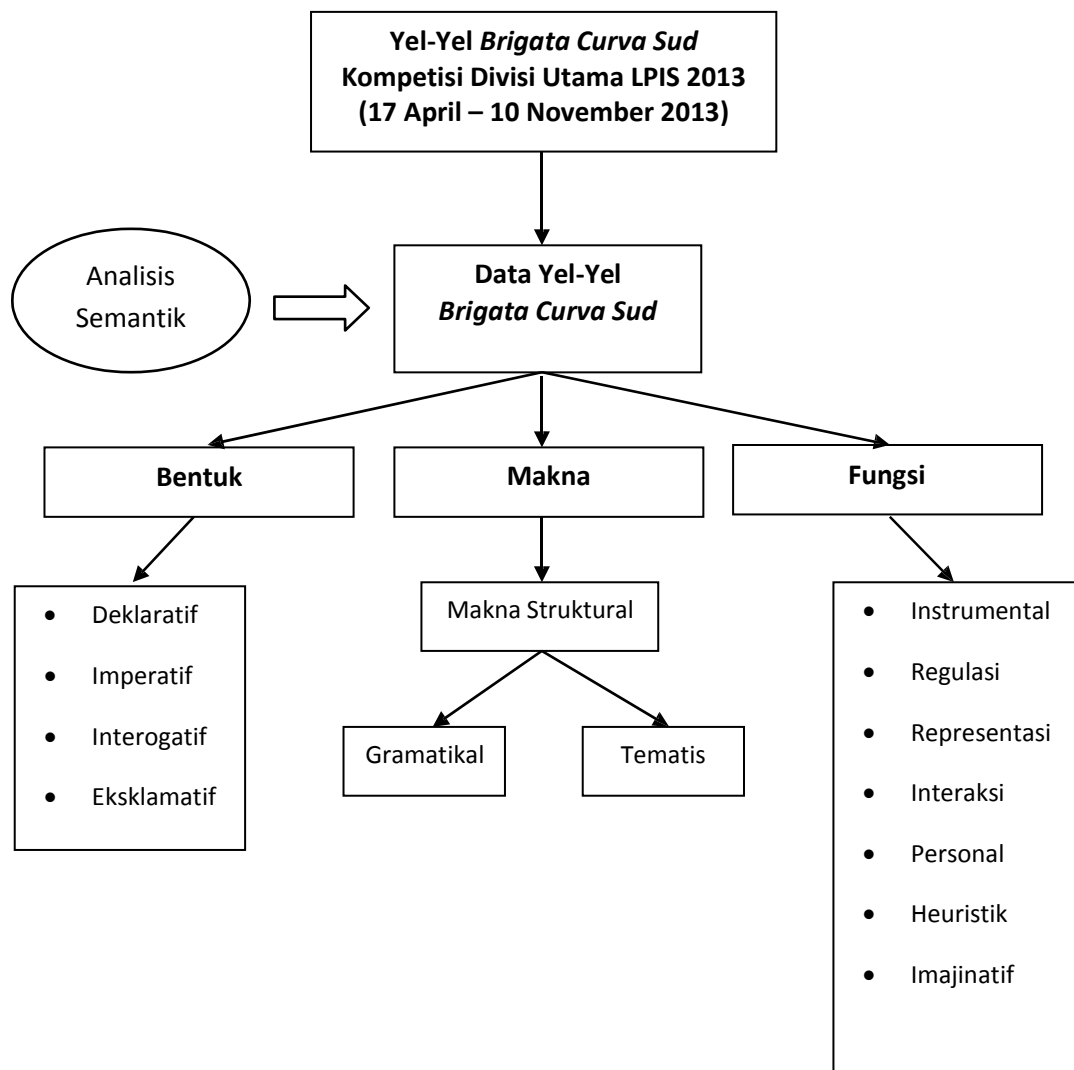 Yel-Yel Brigata Curva Sud
Kompetisi Divisi Utama LPIS 2013
(17 April – 10 November 2013)
Analisis
Semantik
Data Yel-Yel
Brigata Curva Sud
Bentuk
Makna
Fungsi
• Deklaratif
• Imperatif
• Interogatif
• Eksklamatif
Makna Struktural
Gramatikal
Tematis
• Instrumental
• Regulasi
• Representasi
• Interaksi
• Personal
• Heuristik
• Imajinatif